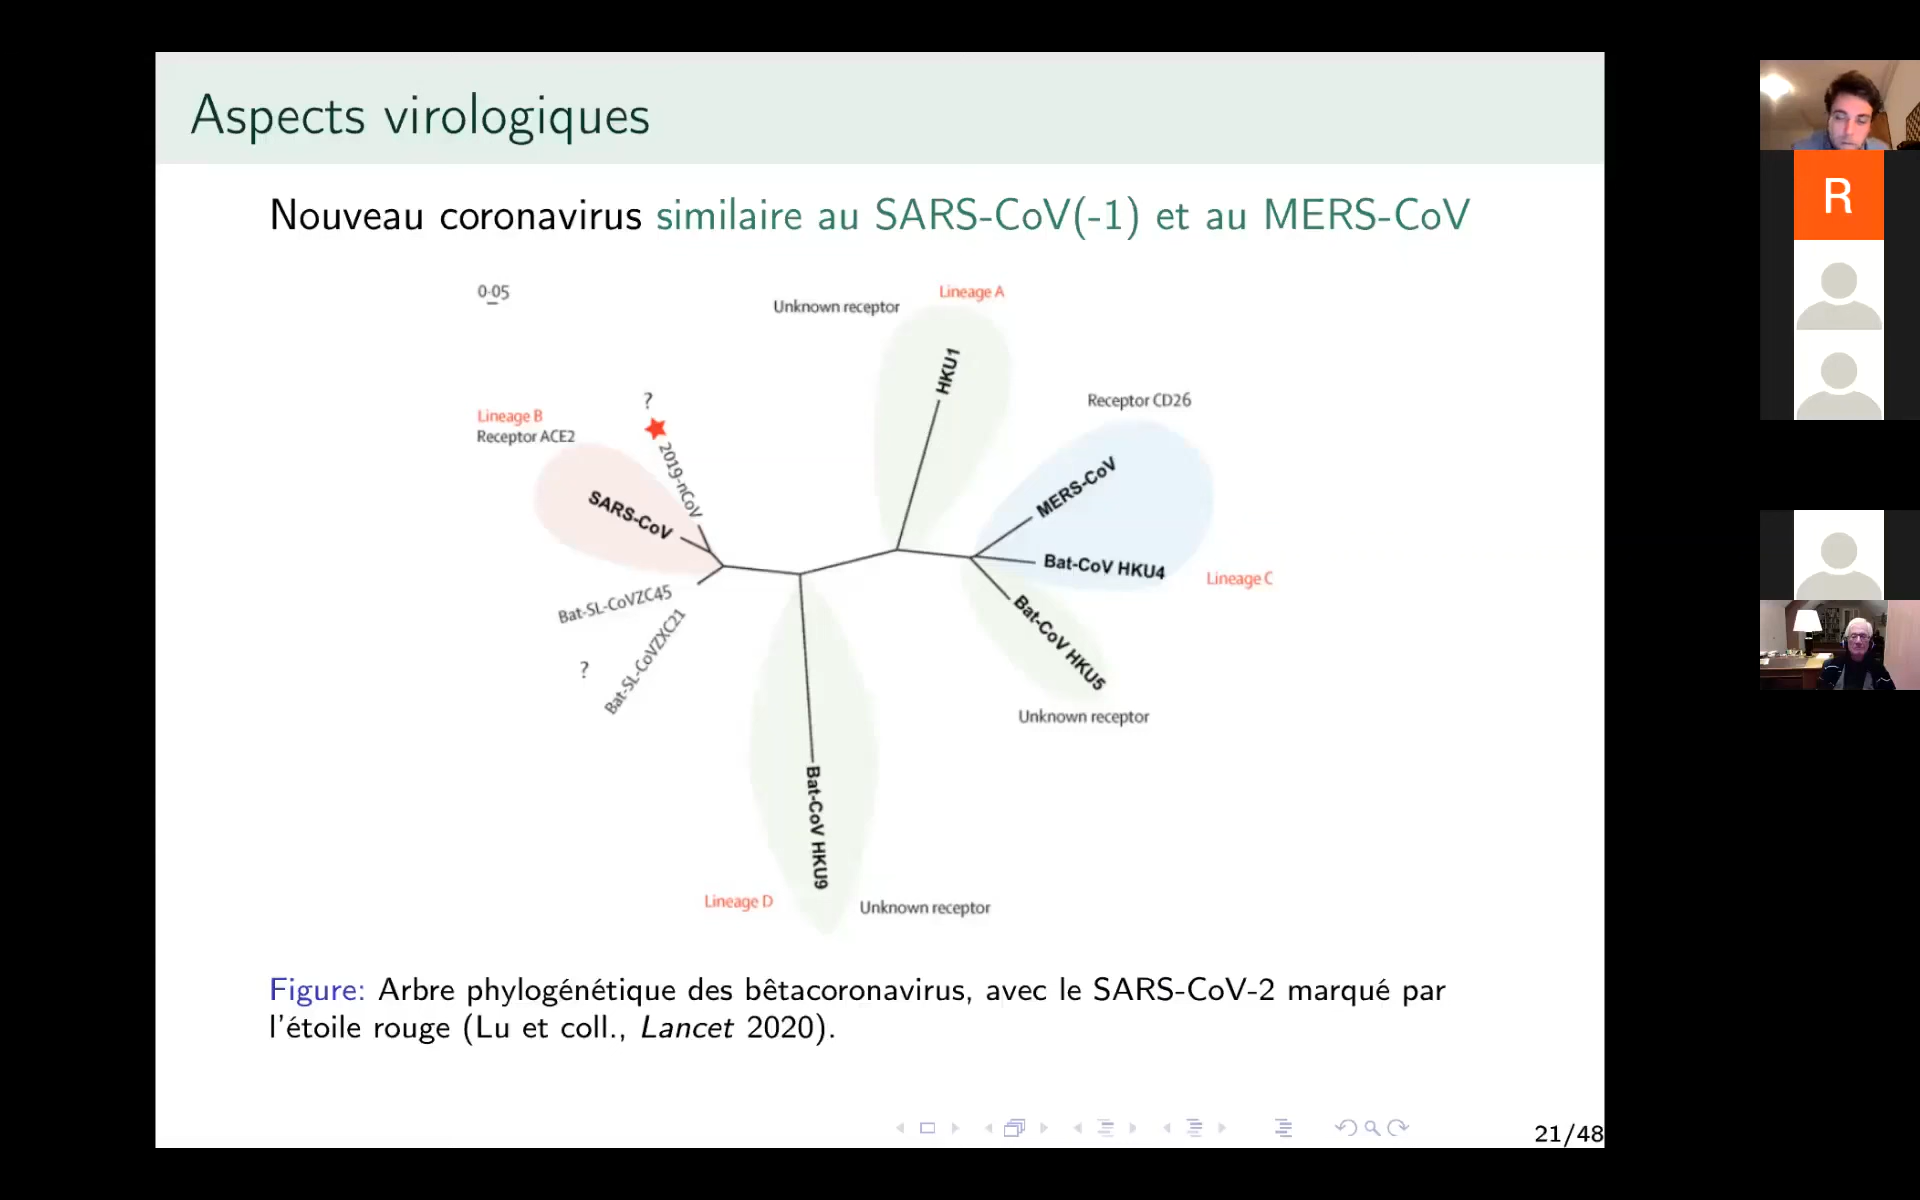 Aspects virologiques
Nouveau coronavirus similaire au SARS-CoV(-1) et au MERS-CoV
0·05
Unknown receptor
Lineage A
HKU1
Receptor CD26
MERS-CoV
Bat-CoV HKU4
Lineage C
Bat-CoV HKU5
Unknown receptor
?
2019-nCoV
Lineage B
Receptor ACE2
SARS-CoV
Bat-SL-CoVZC45
?
Bat-SL-CoVZXC21
Bat-CoV HKU9
Lineage D
Unknown receptor
Figure: Arbre phylogénétique des bêtacoronavirus, avec le SARS-CoV-2 marqué par
l'étoile rouge (Lu et coll., Lancet 2020).
21/48
R